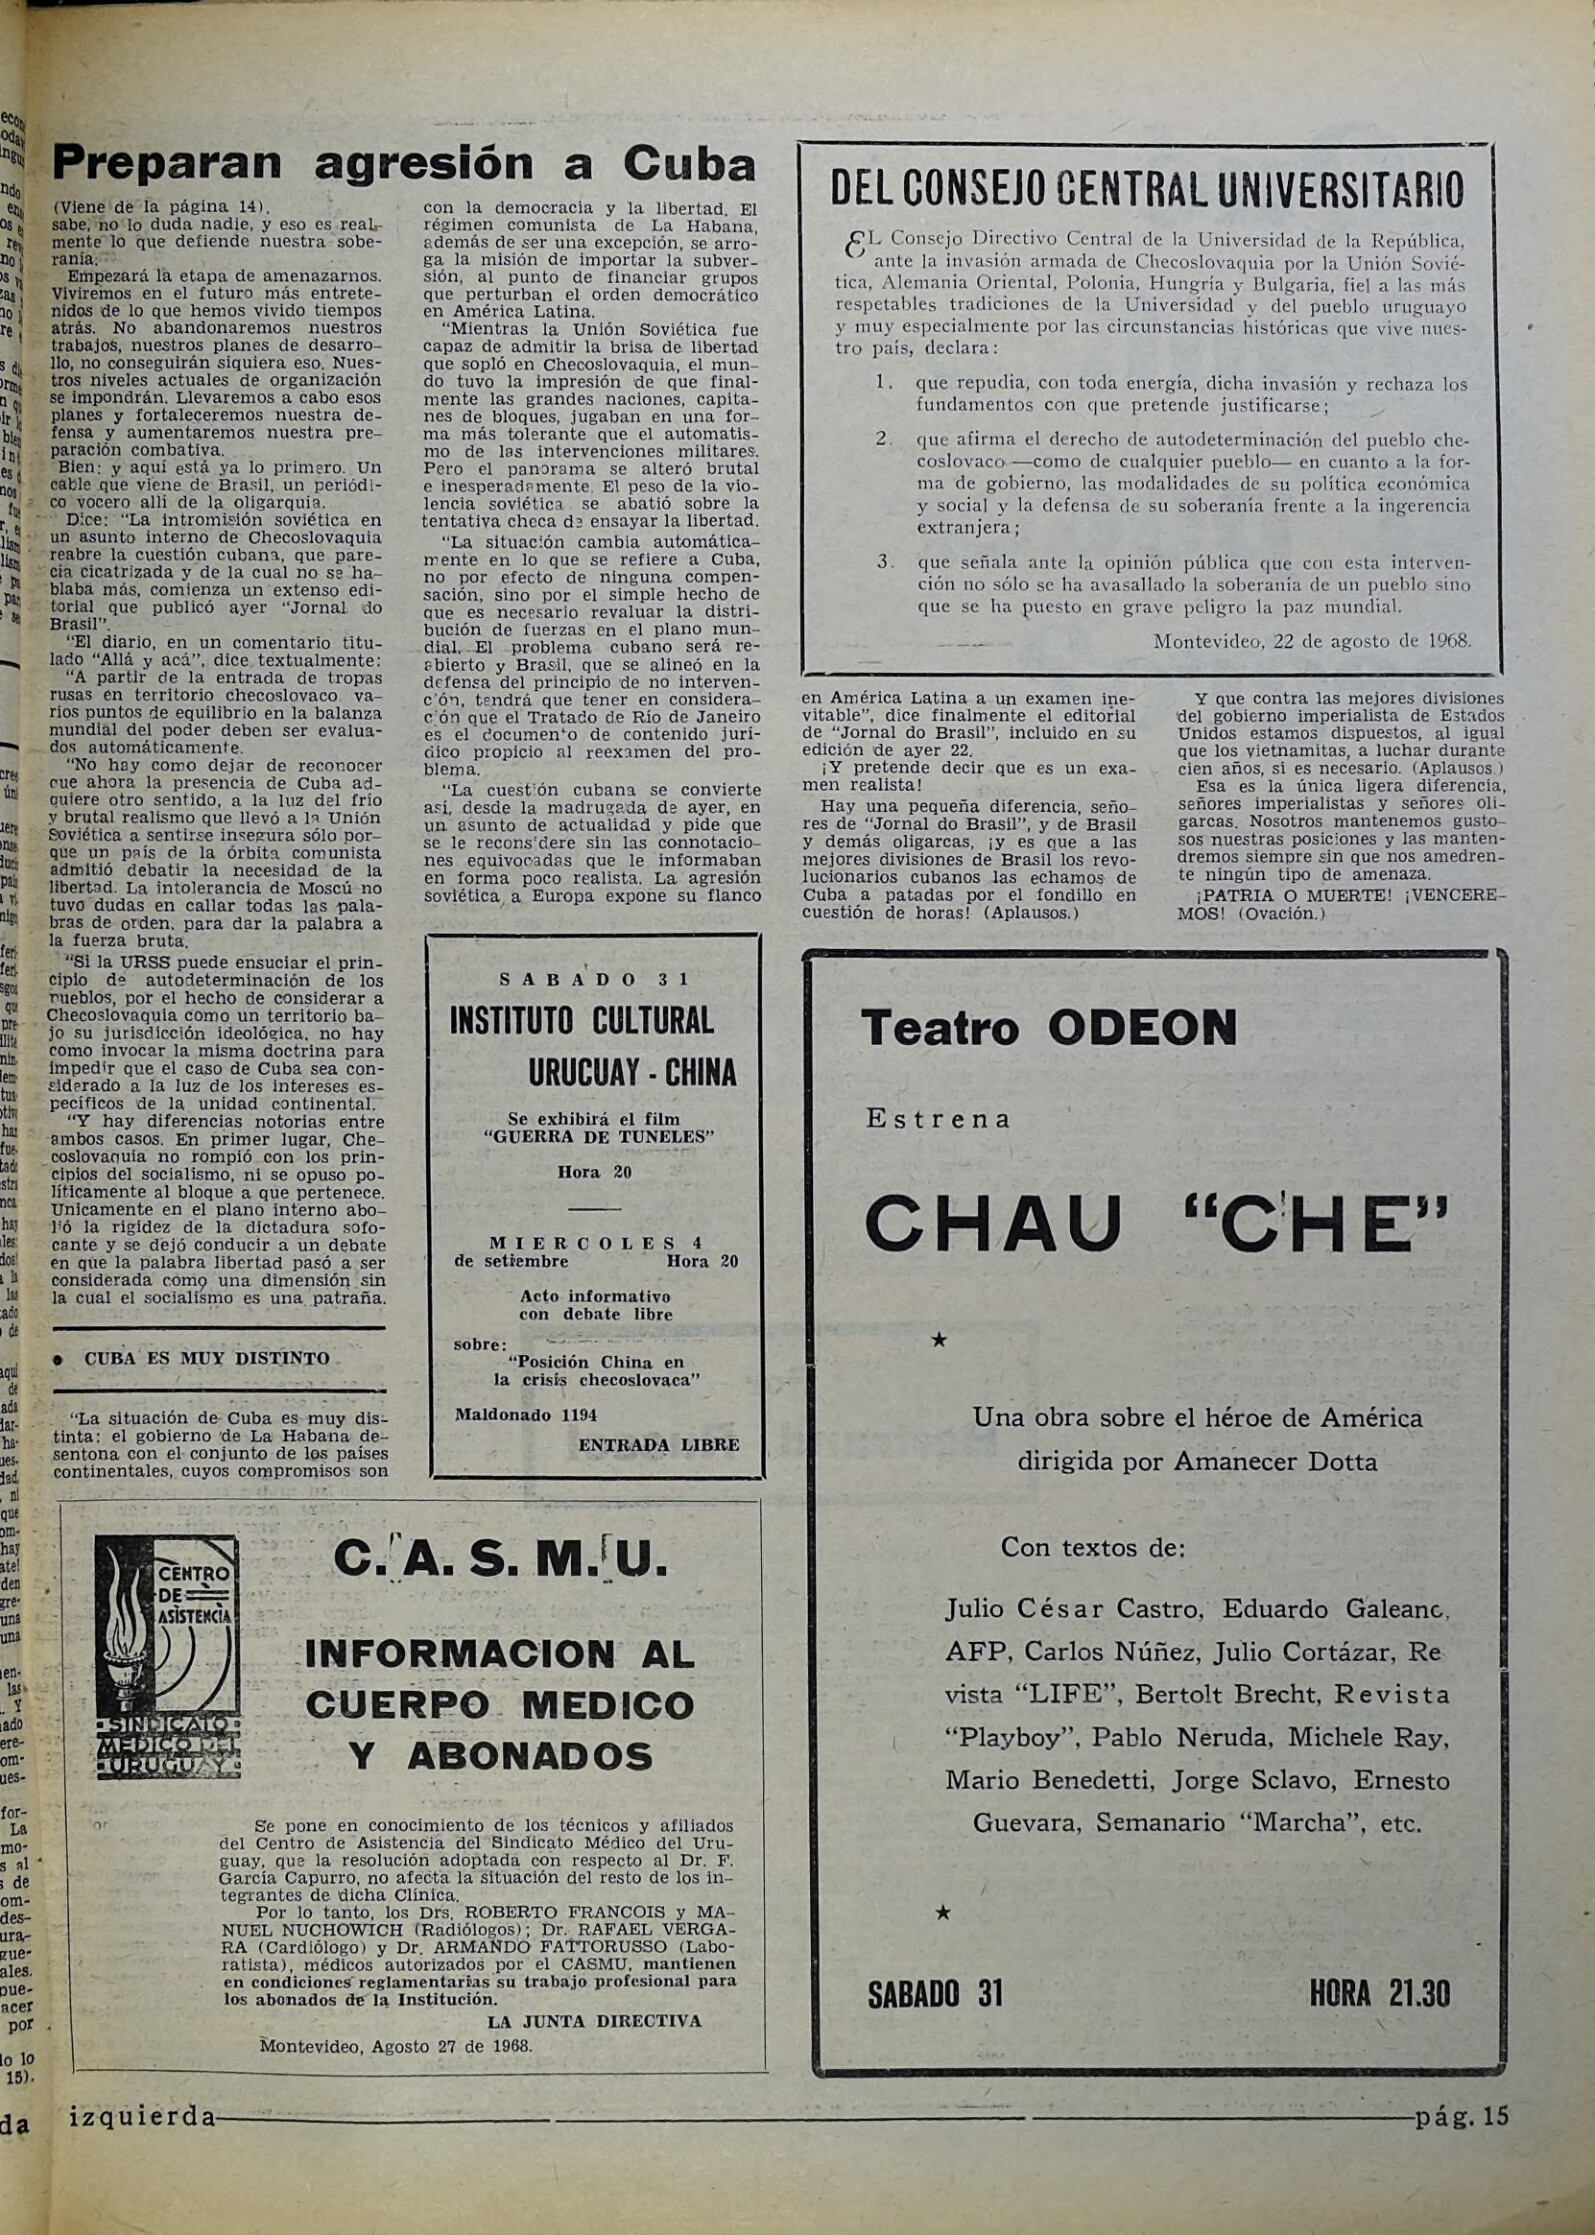 Preparan agresión a Cuba
(Viene de la página 14).
sabe, no lo duda nadie, y eso es real-
mente lo que defiende nuestra sobe-
ranía.
Empezará la etapa de amenazarnos.
Viviremos en el futuro más entrete-
nidos de lo que hemos vivido tiempos
atrás. No abandonaremos nuestros
trabajos, nuestros planes de desarro-
llo, no conseguirán siquiera eso. Nues-
tros niveles actuales de organización
se impondrán. Llevaremos a cabo esos
planes y fortaleceremos nuestra de-
fensa y aumentaremos nuestra pre-
paración combativa.
Bien: y aquí está ya lo primero. Un
cable que viene de Brasil, un periódi-
co vocero allí de la oligarquía.
Dice: "La intromisión soviética en
un asunto interno de Checoslovaquia
reabre la cuestión cubana, que pare-
cía cicatrizada y de la cual no se ha-
blaba más, comienza un extenso edi-
torial que publicó ayer "Jornal do
Brasil".
"El diario, en un comentario titu-
lado "Allá y acá", dice textualmente:
"A partir de la entrada de tropas
rusas en territorio checoslovaco va-
rios puntos de equilibrio en la balanza
mundial del poder deben ser evalua-
dos automáticamente.
"No hay como dejar de reconocer
que ahora la presencia de Cuba ad-
quiere otro sentido, a la luz del frío
y brutal realismo que llevó a la Unión
Soviética a sentirse insegura sólo por-
que un país de la órbita comunista
admitió debatir la necesidad de la
libertad. La intolerancia de Moscú no
tuvo dudas en callar todas las pala-
bras de orden, para dar la palabra a
la fuerza bruta.
"Si la URSS puede ensuciar el prin-
cipio de autodeterminación de los
pueblos, por el hecho de considerar a
Checoslovaquia como un territorio ba-
jo su jurisdicción ideológica, no hay
como invocar la misma doctrina para
impedir que el caso de Cuba sea con-
siderado a la luz de los intereses es-
pecíficos de la unidad continental.
"Y hay diferencias notorias entre
ambos casos. En primer lugar, Che-
coslovaquia no rompió con los prin-
cipios del socialismo, ni se opuso po-
líticamente al bloque a que pertenece.
Unicamente en el plano interno abo-
lió la rigidez de la dictadura sofo-
cante y se dejó conducir a un debate
en que la palabra libertad pasó a ser
considerada como una dimensión sin
la cual el socialismo es una patraña.
• CUBA ES MUY DISTINTO
"La situación de Cuba es muy dis-
tinta: el gobierno de La Habana de-
sentona con el conjunto de los países
continentales, cuyos compromisos son
con la democracia y la libertad. El
régimen comunista de La Habana,
además de ser una excepción, se arro-
ga la misión de importar la subver-
sión, al punto de financiar grupos
que perturban el orden democrático
en América Latina.
"Mientras la Unión Soviética fue
capaz de admitir la brisa de libertad
que sopló en Checoslovaquia, el mun-
do tuvo la impresión de que final-
mente las grandes naciones, capita-
nes de bloques, jugaban en una for-
ma más tolerante que el automatis-
mo de las intervenciones militares.
Pero el panorama se alteró brutal
e inesperadamente. El peso de la vio-
lencia soviética se abatió sobre la
tentativa checa de ensayar la libertad.
"La situación cambia automática-
mente en lo que se refiere a Cuba,
no por efecto de ninguna compen-
sación, sino por el simple hecho de
que es necesario revaluar la distri-
bución de fuerzas en el plano mun-
dial. El problema cubano será re-
abierto y Brasil, que se alineó en la
defensa del principio de no interven-
ción, tendrá que tener en considera-
ción que el Tratado de Río de Janeiro
es el documento de contenido jurí-
dico propicio al reexamen del pro-
blema.
"La cuestión cubana se convierte
así, desde la madrugada de ayer, en
un asunto de actualidad y pide que
se le reconsidere sin las connotacio-
nes equivocadas que le informaban
en forma poco realista. La agresión
soviética a Europa expone su flanco
en América Latina a un examen ine-
vitable", dice finalmente el editorial
de "Jornal do Brasil", incluido en su
edición de ayer 22.
¡Y pretende decir que es un exa-
men realista!
Hay una pequeña diferencia, seño-
res de "Jornal do Brasil", y de Brasil
y demás oligarcas, ¡y es que a las
mejores divisiones de Brasil los revo-
lucionarios cubanos las echamos de
Cuba a patadas por el fondillo en
cuestión de horas! (Aplausos.)
Y que contra las mejores divisiones
del gobierno imperialista de Estados
Unidos estamos dispuestos, al igual
que los vietnamitas, a luchar durante
cien años, si es necesario. (Aplausos.)
Esa es la única ligera diferencia,
señores imperialistas y señores oli-
garcas. Nosotros mantenemos gusto-
sos nuestras posiciones y las manten-
dremos siempre sin que nos amedren-
te ningún tipo de amenaza.
¡PATRIA O MUERTE! ¡VENCERE-
MOS! (Ovación.)
DEL CONSEJO CENTRAL UNIVERSITARIO
EL Consejo Directivo Central de la Universidad de la República,
ante la invasión armada de Checoslovaquia por la Unión Sovié-
tica, Alemania Oriental, Polonia, Hungría y Bulgaria, fiel a las más
respetables tradiciones de la Universidad y del pueblo uruguayo
y muy especialmente por las circunstancias históricas que vive nues-
tro país, declara:
1. que repudia, con toda energía, dicha invasión y rechaza los
fundamentos con que pretende justificarse;
2. que afirma el derecho de autodeterminación del pueblo che-
coslovaco —como de cualquier pueblo— en cuanto a la for-
ma de gobierno, las modalidades de su política económica
y social y la defensa de su soberanía frente a la ingerencia
extranjera;
3. que señala ante la opinión pública que con esta interven-
ción no sólo se ha avasallado la soberanía de un pueblo sino
que se ha puesto en grave peligro la paz mundial.
Montevideo, 22 de agosto de 1968.
SABADO 31
INSTITUTO CULTURAL
URUCUAY - CHINA
Se exhibirá el film
"GUERRA DE TUNELES"
Hora 20
MIERCOLES 4
de setiembre Hora 20
Acto informativo
con debate libre
sobre:
"Posición China en
la crisis checoslovaca"
Maldonado 1194
ENTRADA LIBRE
Teatro ODEON
Estrena
CHAU "CHE"
★
Una obra sobre el héroe de América
dirigida por Amanecer Dotta
Con textos de:
Julio César Castro, Eduardo Galeano,
AFP, Carlos Núñez, Julio Cortázar, Re
vista "LIFE", Bertolt Brecht, Revista
"Playboy", Pablo Neruda, Michele Ray,
Mario Benedetti, Jorge Sclavo, Ernesto
Guevara, Semanario "Marcha", etc.
★
SABADO 31 HORA 21.30
CENTRO
DE
ASISTENCIA
SINDICATO
MEDICO DEL
URUGUAY
C. A. S. M. U.
INFORMACION AL
CUERPO MEDICO
Y ABONADOS
Se pone en conocimiento de los técnicos y afiliados
del Centro de Asistencia del Sindicato Médico del Uru-
guay, que la resolución adoptada con respecto al Dr. F.
García Capurro, no afecta la situación del resto de los in-
tegrantes de dicha Clínica.
Por lo tanto, los Drs. ROBERTO FRANCOIS y MA-
NUEL NUCHOWICH (Radiólogos); Dr. RAFAEL VERGA-
RA (Cardiólogo) y Dr. ARMANDO FATTORUSSO (Labo-
ratista), médicos autorizados por el CASMU, mantienen
en condiciones reglamentarias su trabajo profesional para
los abonados de la Institución.
LA JUNTA DIRECTIVA
Montevideo, Agosto 27 de 1968.
izquierda pág. 15